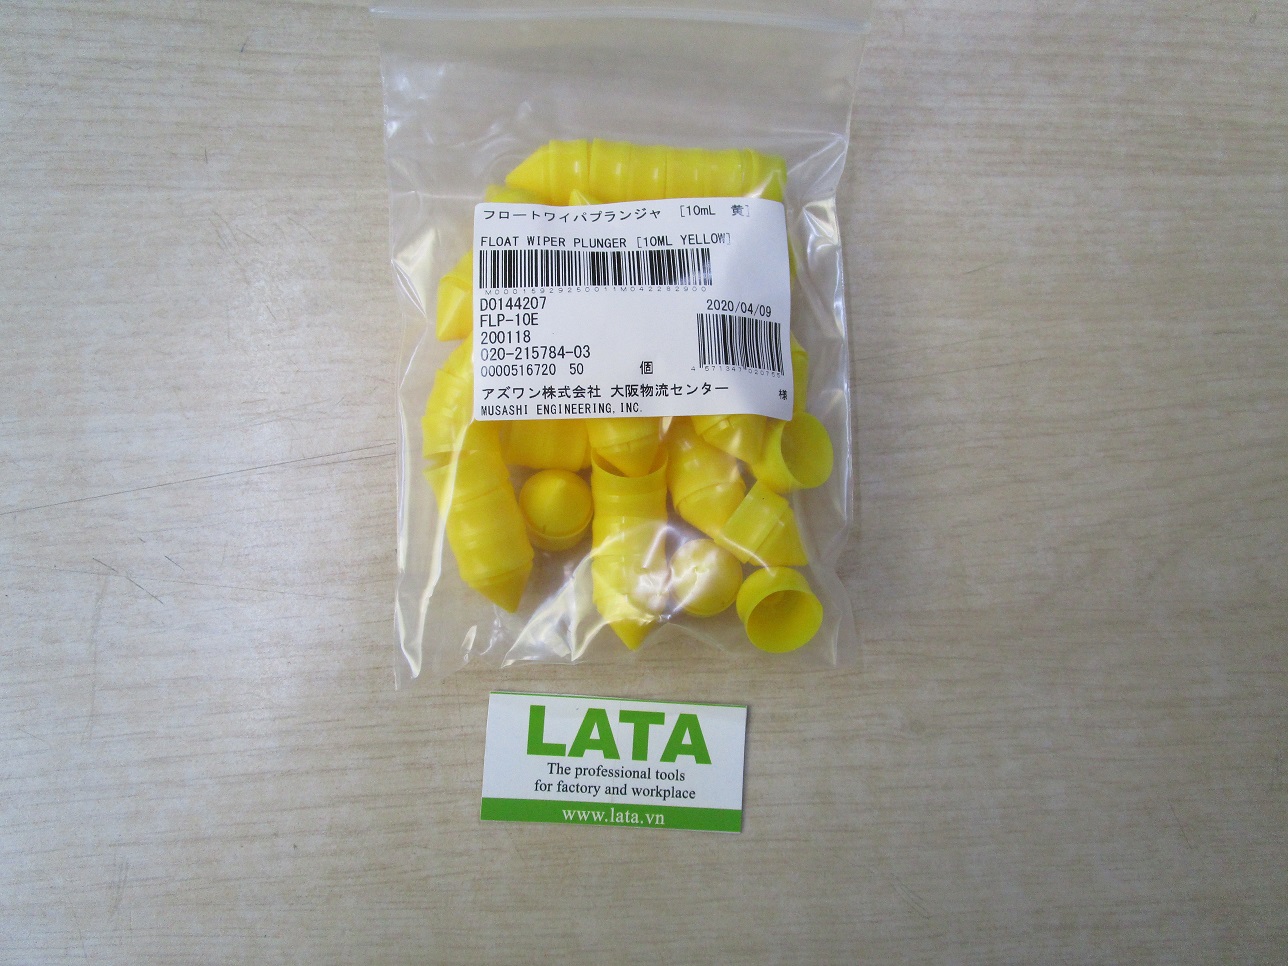 フロートワイパプランジャ [10mL 黄]
FLOAT WIPER PLUNGER [10ML YELLOW]
M00015929250011M042282900
D0144207
2020/04/09
FLP-10E
200118
020-215784-03
0000516720 50 個
アズワン株式会社 大阪物流センター 様
MUSASHI ENGINEERING, INC.
LATA
The professional tools
for factory and workplace
www.lata.vn